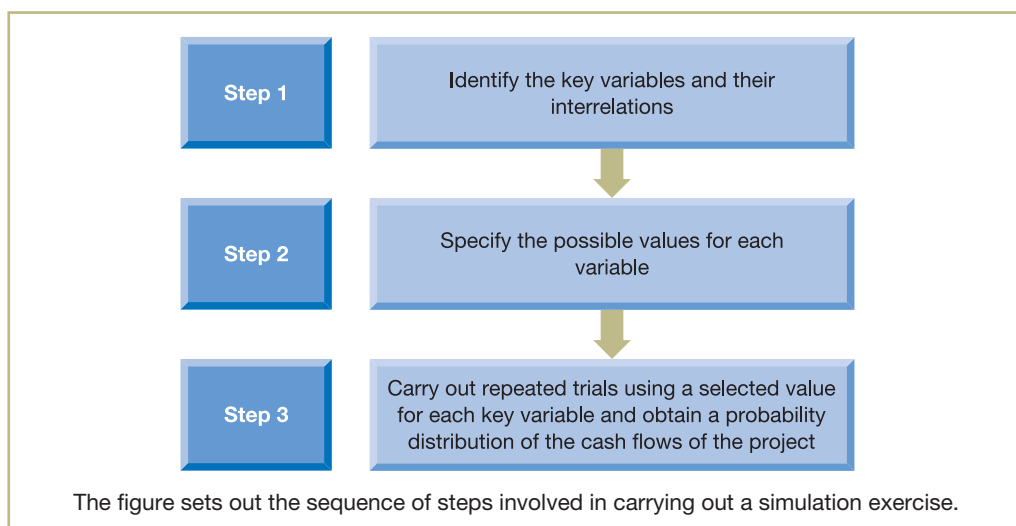 Step 1
Identify the key variables and their
interrelations
Step 2
Specify the possible values for each
variable
Step 3
Carry out repeated trials using a selected value
for each key variable and obtain a probability
distribution of the cash flows of the project
The figure sets out the sequence of steps involved in carrying out a simulation exercise.